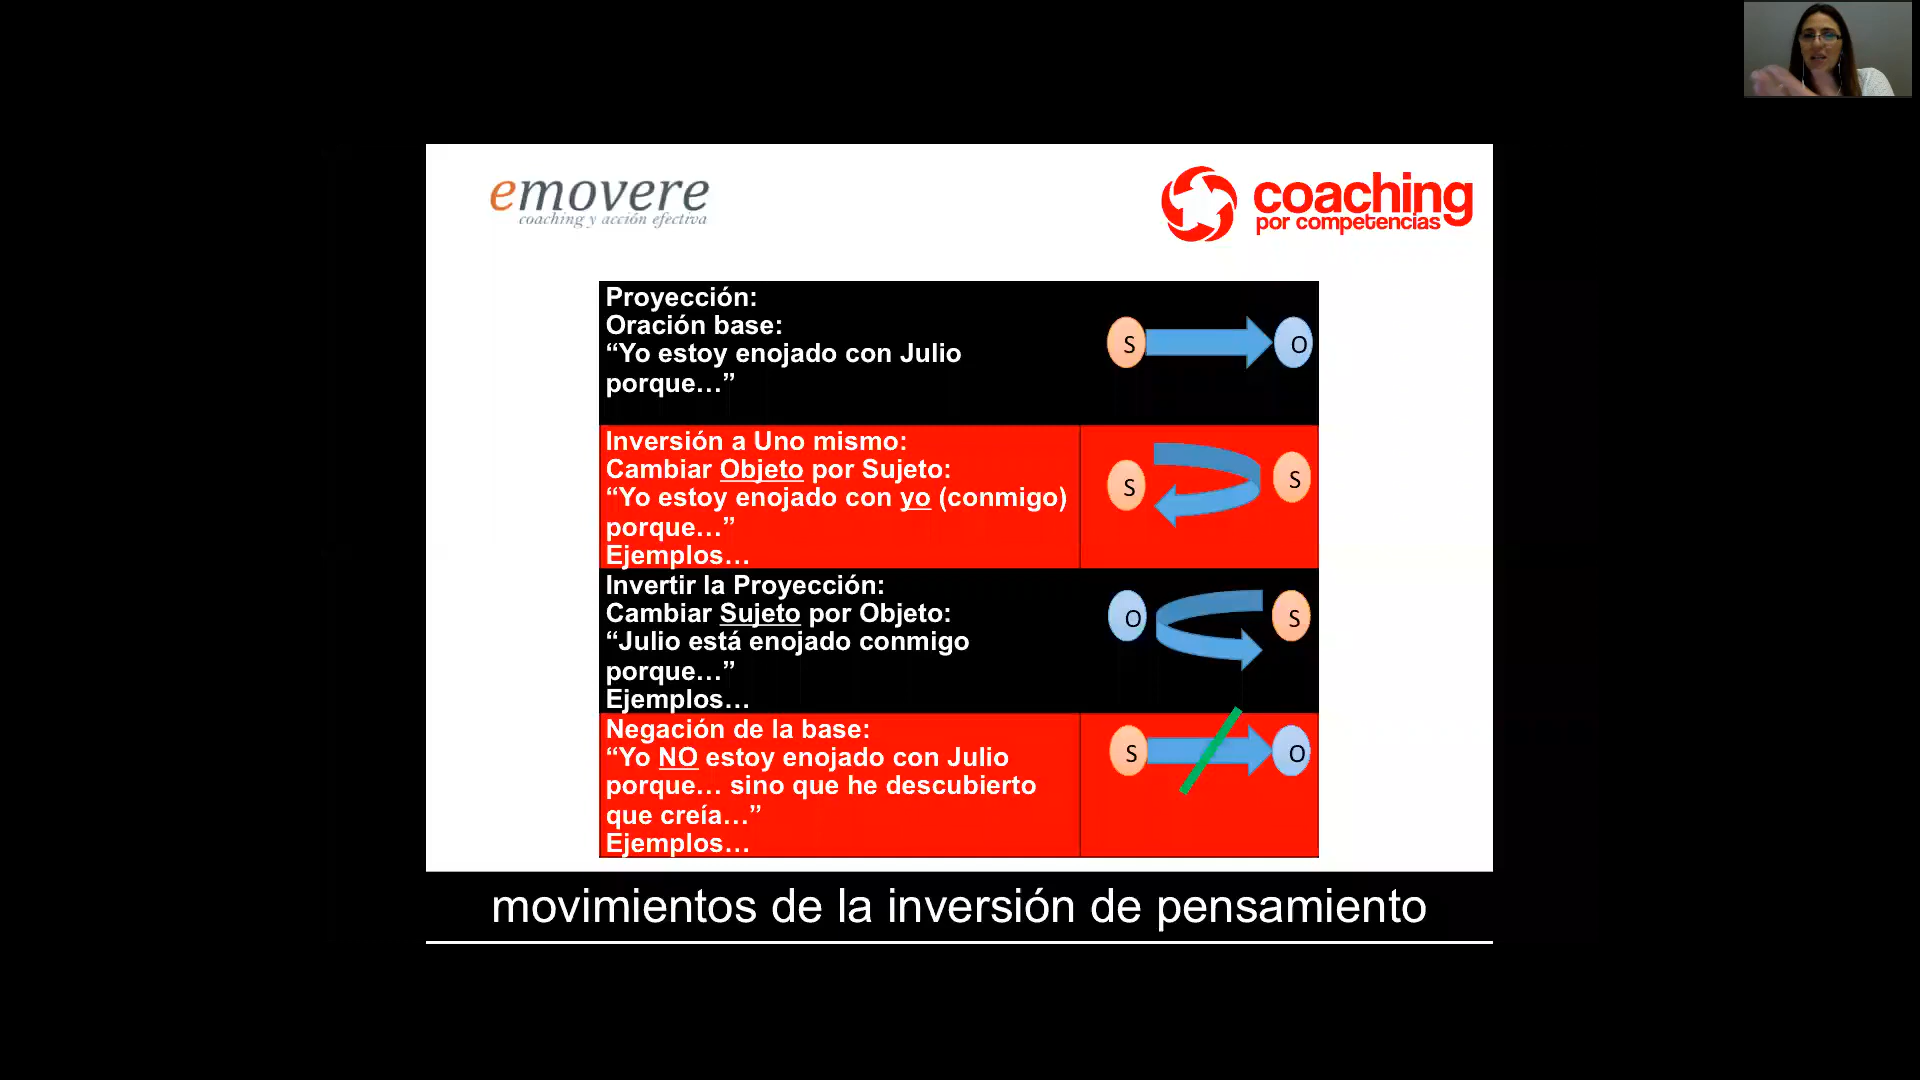 emovere
coaching y acción efectiva
coaching
por competencias
Proyección:
Oración base:
“Yo estoy enojado con Julio
porque…”
S
O
Inversión a Uno mismo:
Cambiar Objeto por Sujeto:
“Yo estoy enojado con yo (conmigo)
porque…”
Ejemplos…
S
S
Invertir la Proyección:
Cambiar Sujeto por Objeto:
“Julio está enojado conmigo
porque…”
Ejemplos…
O
S
Negación de la base:
“Yo NO estoy enojado con Julio
porque… sino que he descubierto
que creía…”
Ejemplos…
S
O
movimientos de la inversión de pensamiento